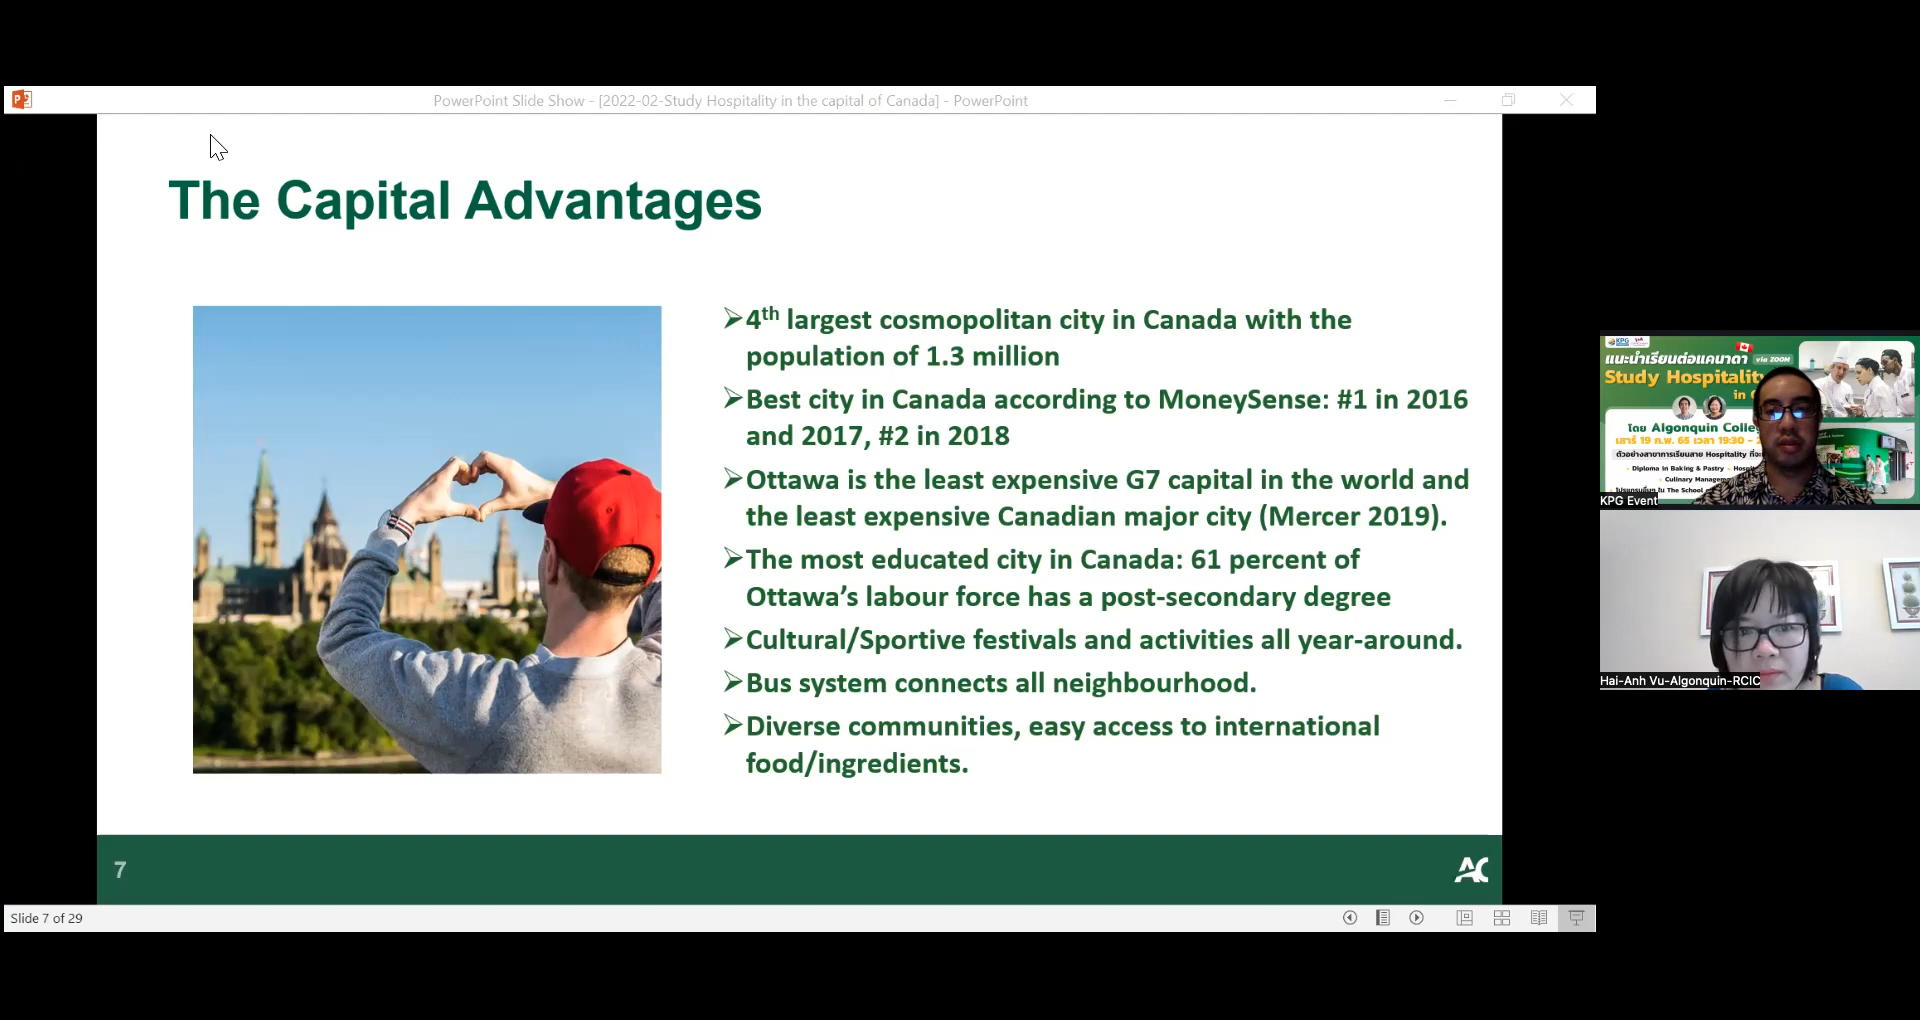 PowerPoint Slide Show - [2022-02-Study Hospitality in the capital of Canada] - PowerPoint
The Capital Advantages
➢4th largest cosmopolitan city in Canada with the
population of 1.3 million
➢Best city in Canada according to MoneySense: #1 in 2016
and 2017, #2 in 2018
➢Ottawa is the least expensive G7 capital in the world and
the least expensive Canadian major city (Mercer 2019).
➢The most educated city in Canada: 61 percent of
Ottawa’s labour force has a post-secondary degree
➢Cultural/Sportive festivals and activities all year-around.
➢Bus system connects all neighbourhood.
➢Diverse communities, easy access to international
food/ingredients.
7
AC
Slide 7 of 29
KPG
แนะนำเรียนต่อแคนาดา via ZOOM
Study Hospitality
in
โดย Algonquin
เสาร์ 19 ก.พ. 65 เวลา 19:30 -
ตัวอย่างสาขาการเรียนสาย Hospitality
Diploma in Baking & Pastry
Culinary
KPG Event
Hai-Anh Vu-Algonquin-RCIC